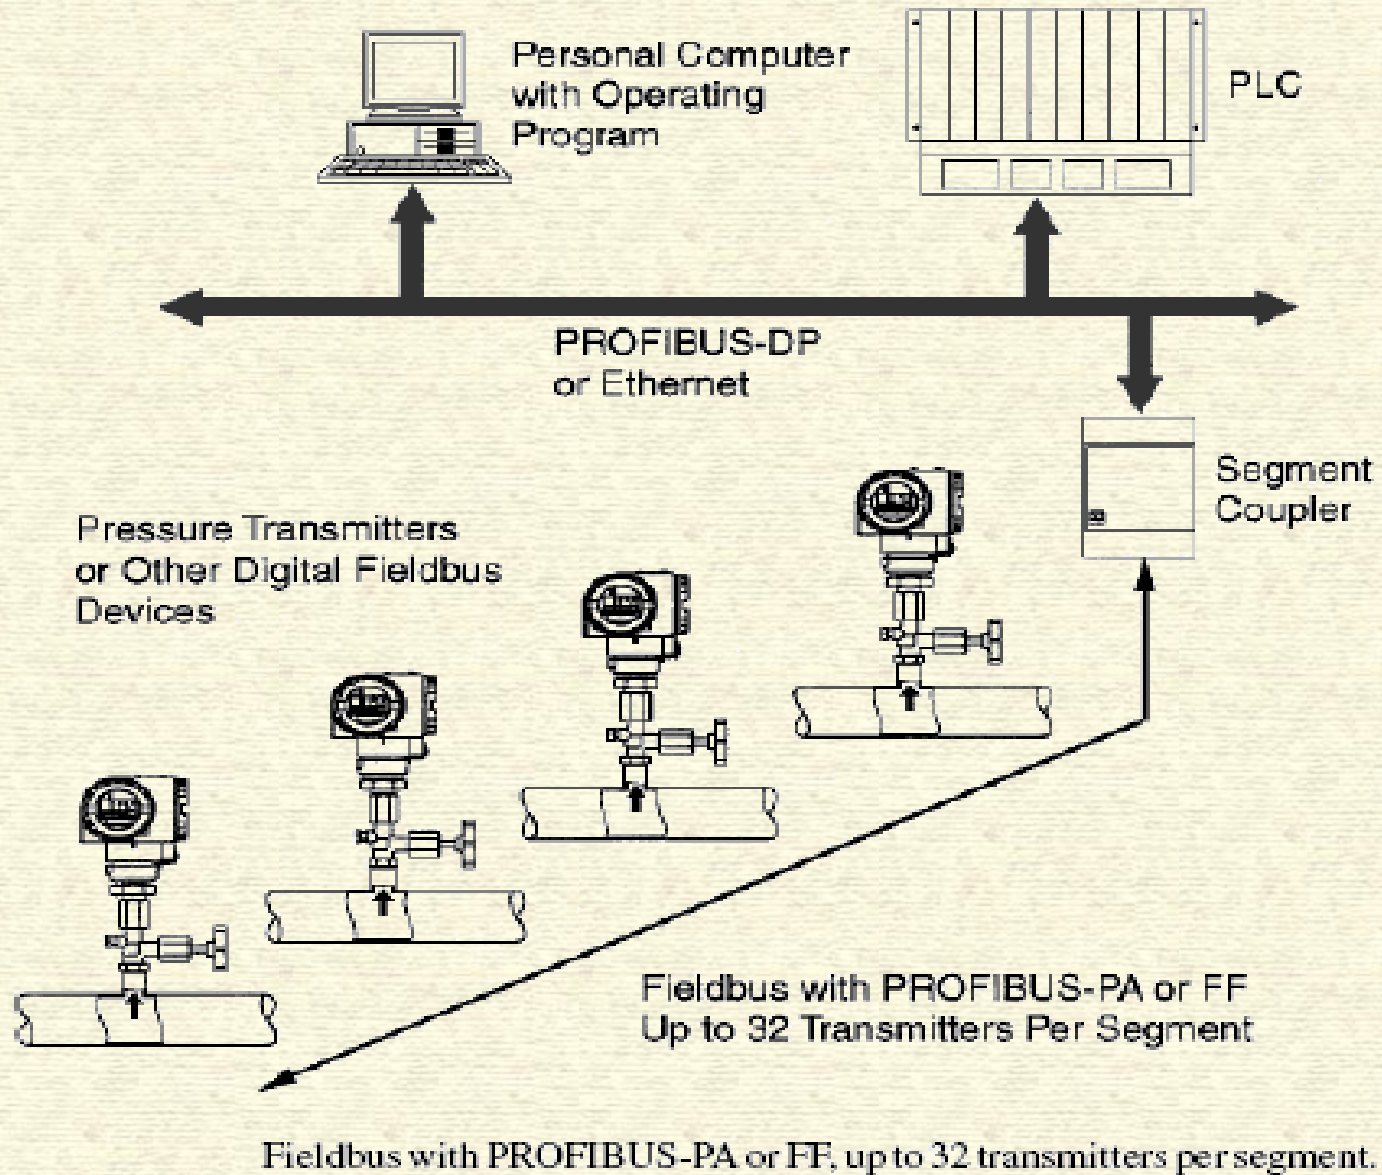 Personal Computer
with Operating
Program
PLC
PROFIBUS-DP
or Ethernet
Segment
Coupler
Pressure Transmitters
or Other Digital Fieldbus
Devices
Fieldbus with PROFIBUS-PA or FF
Up to 32 Transmitters Per Segment
Fieldbus with PROFIBUS-PA or FF, up to 32 transmitters per segment.